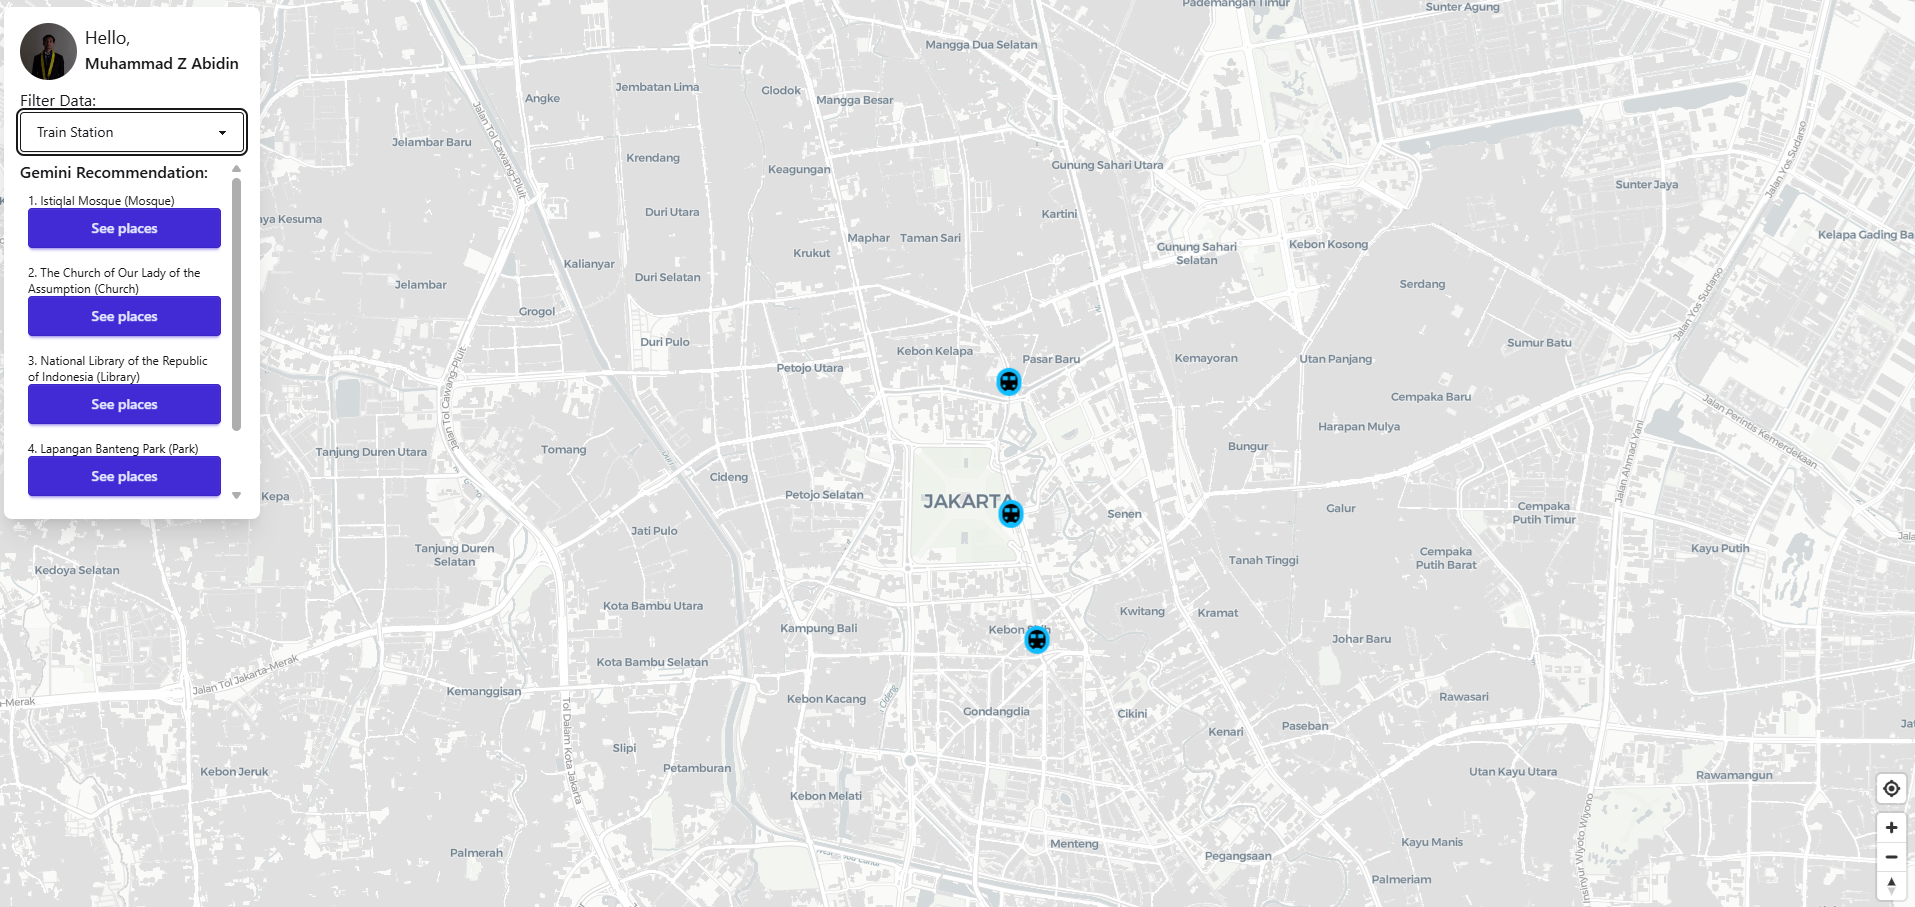 Hello,
Muhammad Z Abidin
Filter Data:
Train Station
Gemini Recommendation:
1. Istiqlal Mosque (Mosque)
See places
2. The Church of Our Lady of the
Assumption (Church)
See places
3. National Library of the Republic
of Indonesia (Library)
See places
4. Lapangan Banteng Park (Park)
See places
Pademangan Timur
Sunter Agung
Mangga Dua Selatan
Angke
Jembatan Lima
Glodok
Mangga Besar
Jelambar Baru
Jalan Tol Cawang-Pluit
Krendang
Keagungan
Gunung Sahari Utara
Jalan Yos Sudarso
Sunter Jaya
aya Kesuma
Duri Utara
Kartini
Maphar
Taman Sari
Krukut
Gunung Sahari
Selatan
Kebon Kosong
Kelapa Gading Ba
Kalianyar
Duri Selatan
Jelambar
Serdang
Grogol
Jalan Yos Sudarso
Duri Pulo
Kebon Kelapa
Pasar Baru
Kemayoran
Utan Panjang
Sumur Batu
Petojo Utara
Jalan Tol Cawang-Pluit
Cempaka Baru
Jalan Perintis Kemerdekaan
Harapan Mulya
Tanjung Duren Utara
Tomang
Bungur
Jalan Ahmad Yani
Cideng
Kepa
Petojo Selatan
JAKARTA
Senen
Galur
Cempaka
Putih Timur
Jati Pulo
Tanjung Duren
Selatan
Tanah Tinggi
Cempaka
Putih Barat
Kayu Putih
Jala
Kedoya Selatan
Kota Bambu Utara
Kwitang
Kramat
Kampung Bali
Kebon
Johar Baru
Kota Bambu Selatan
Jalan Tol Jakarta-Merak
Kemanggisan
-Merak
Kebon Kacang
Cideng
Rawasari
Gondangdia
Cikini
Tol Dalam Kota Jakarta
Kenari
Paseban
Jat
Slipi
Kebon Jeruk
Petamburan
Utan Kayu Utara
Rawamangun
Kebon Melati
Menteng
Kayu Manis
Palmerah
Pegangsaan
Palmeriam